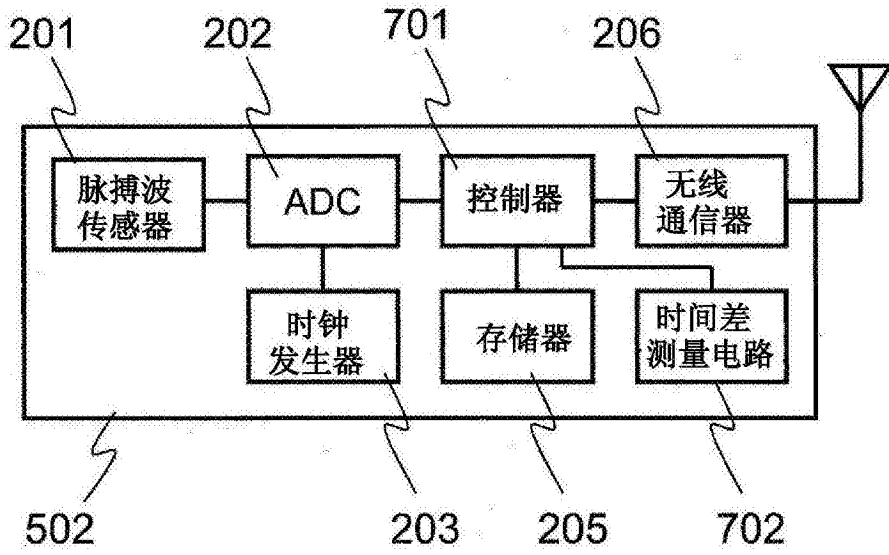 201
202
701
206
脉搏波
传感器
ADC
控制器
无线
通信器
时钟
发生器
存储器
时间差
测量电路
502
203
205
702